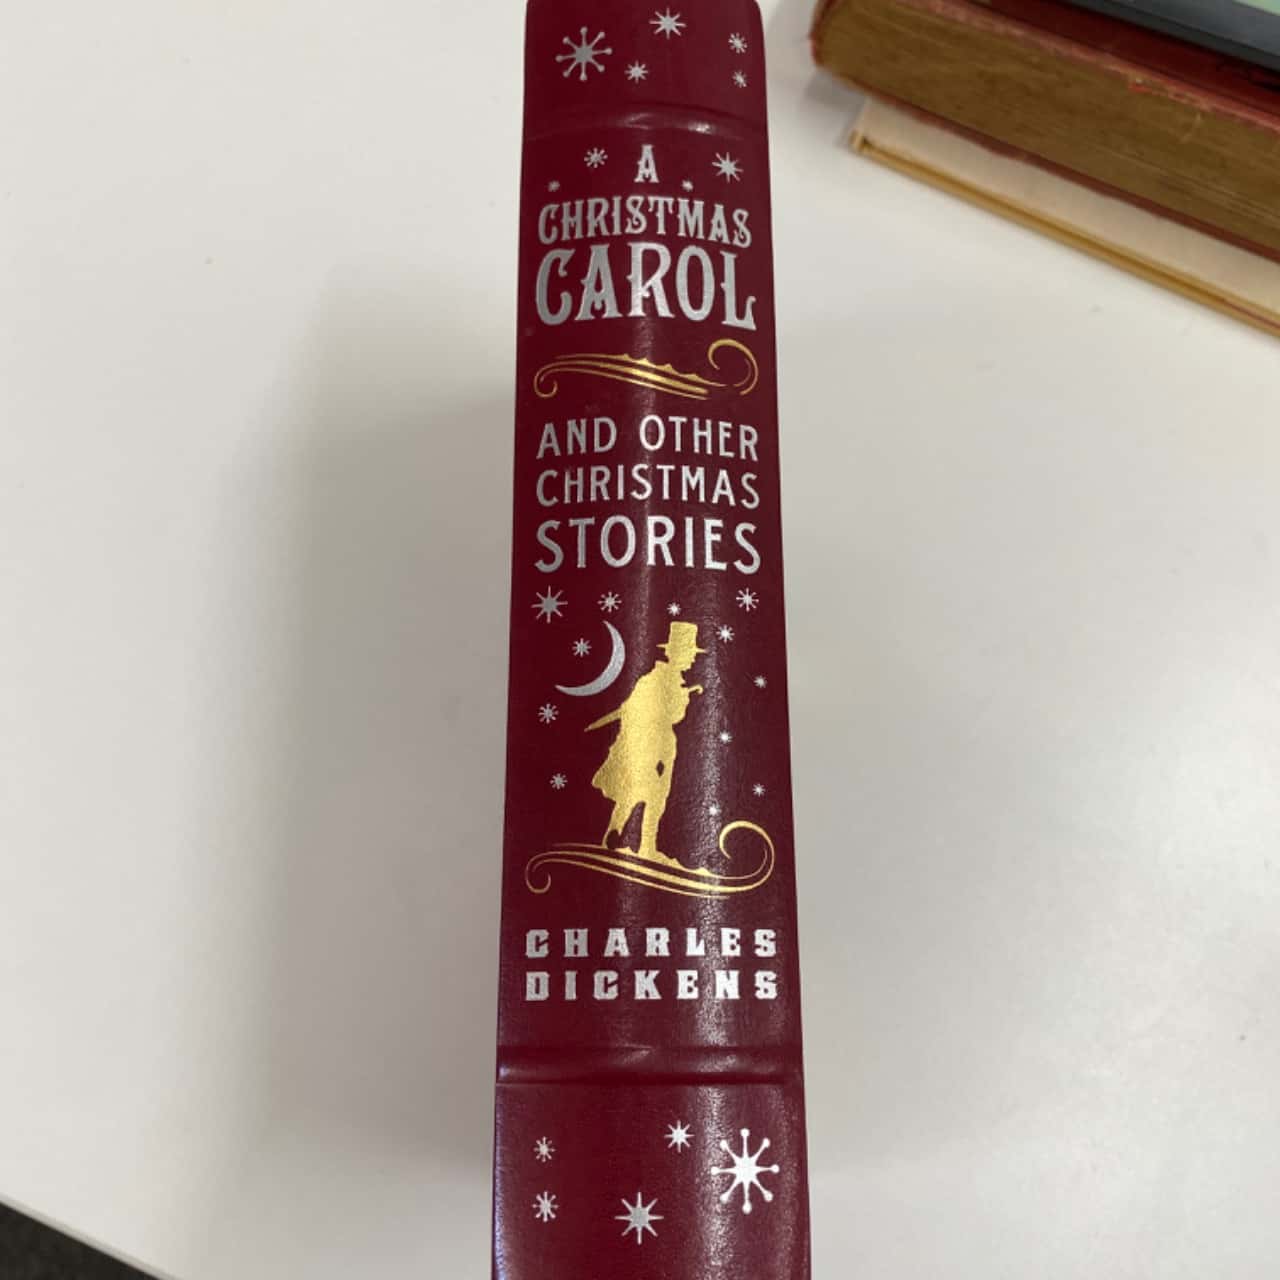 A
CHRISTMAS
CAROL
AND OTHER
CHRISTMAS
STORIES
CHARLES
DICKENS